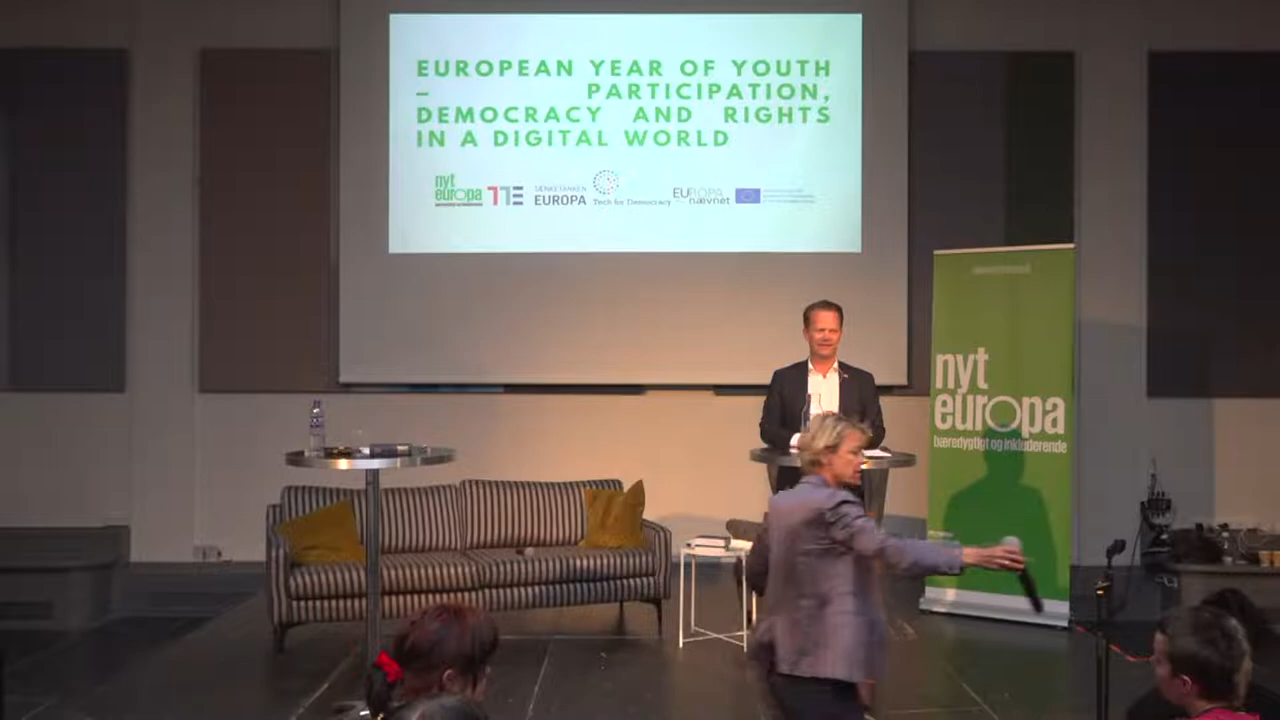 EUROPEAN YEAR OF YOUTH
– PARTICIPATION,
DEMOCRACY AND RIGHTS
IN A DIGITAL WORLD
nyt
europa
TTE
TÆNKETANKEN
EUROPA
Tech for Democracy
EUROPA
nævnet
nyt
europa
bæredygtigt og inkluderende